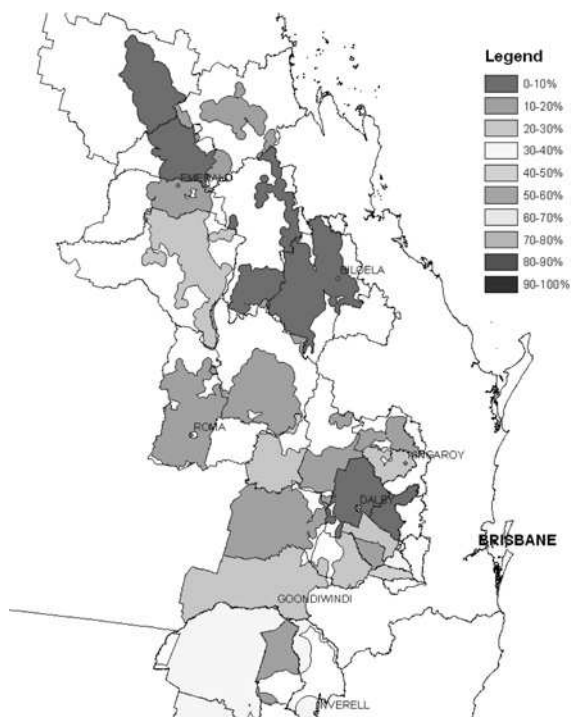 Legend
0-10%
10-20%
20-30%
30-40%
40-50%
50-60%
60-70%
70-80%
80-90%
90-100%
EMERALD
BILOELA
ROMA
KINGAROY
DALBY
BRISBANE
GOONDIWINDI
INVERELL